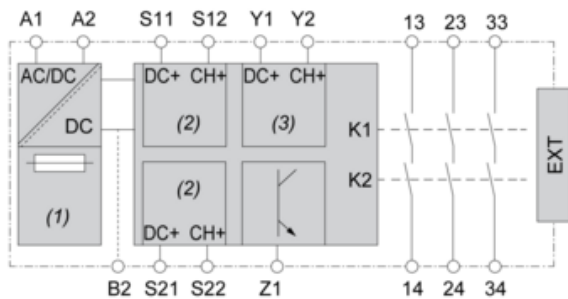 A1 A2 S11 S12 Y1 Y2 13 23 33
AC/DC DC+ CH+ DC+ CH+
DC (2) (3) K1
EXT
(2) K2
(1) DC+ CH+
B2 S21 S22 Z1 14 24 34